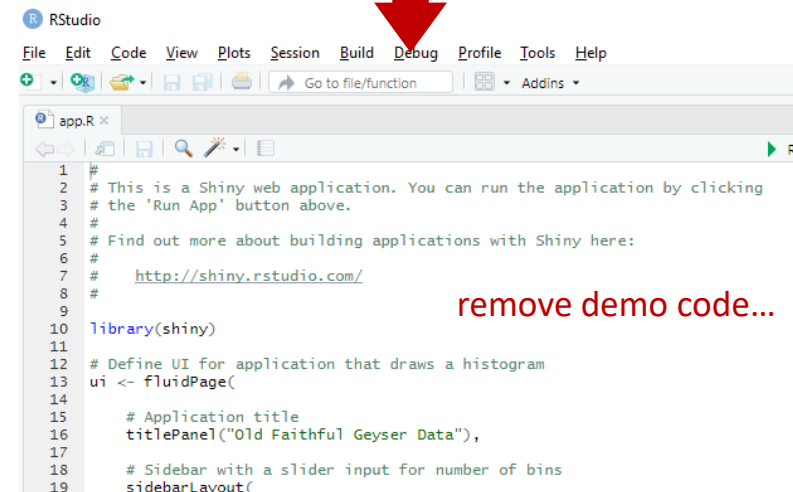 R RStudio
File Edit Code View Plots Session Build Debug Profile Tools Help
Go to file/function Addins
app.R
R
1 #
2 # This is a Shiny web application. You can run the application by clicking
3 # the 'Run App' button above.
4 #
5 # Find out more about building applications with Shiny here:
6 #
7 #    http://shiny.rstudio.com/
8 #
9
remove demo code...
10 library(shiny)
11
12 # Define UI for application that draws a histogram
13 ui <- fluidPage(
14
15     # Application title
16     titlePanel("Old Faithful Geyser Data"),
17
18     # Sidebar with a slider input for number of bins
19     sidebarLayout(